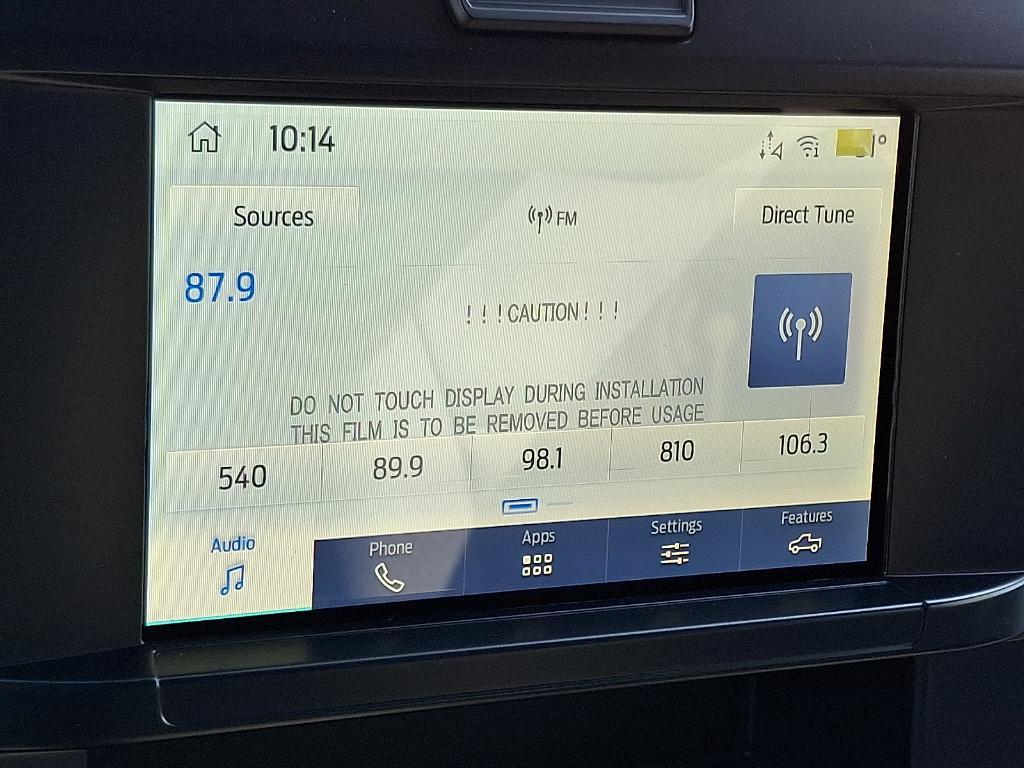 10:14
Sources
FM
Direct Tune
87.9
! ! ! CAUTION ! ! !
DO NOT TOUCH DISPLAY DURING INSTALLATION
THIS FILM IS TO BE REMOVED BEFORE USAGE
540
89.9
98.1
810
106.3
Audio
Phone
Apps
Settings
Features